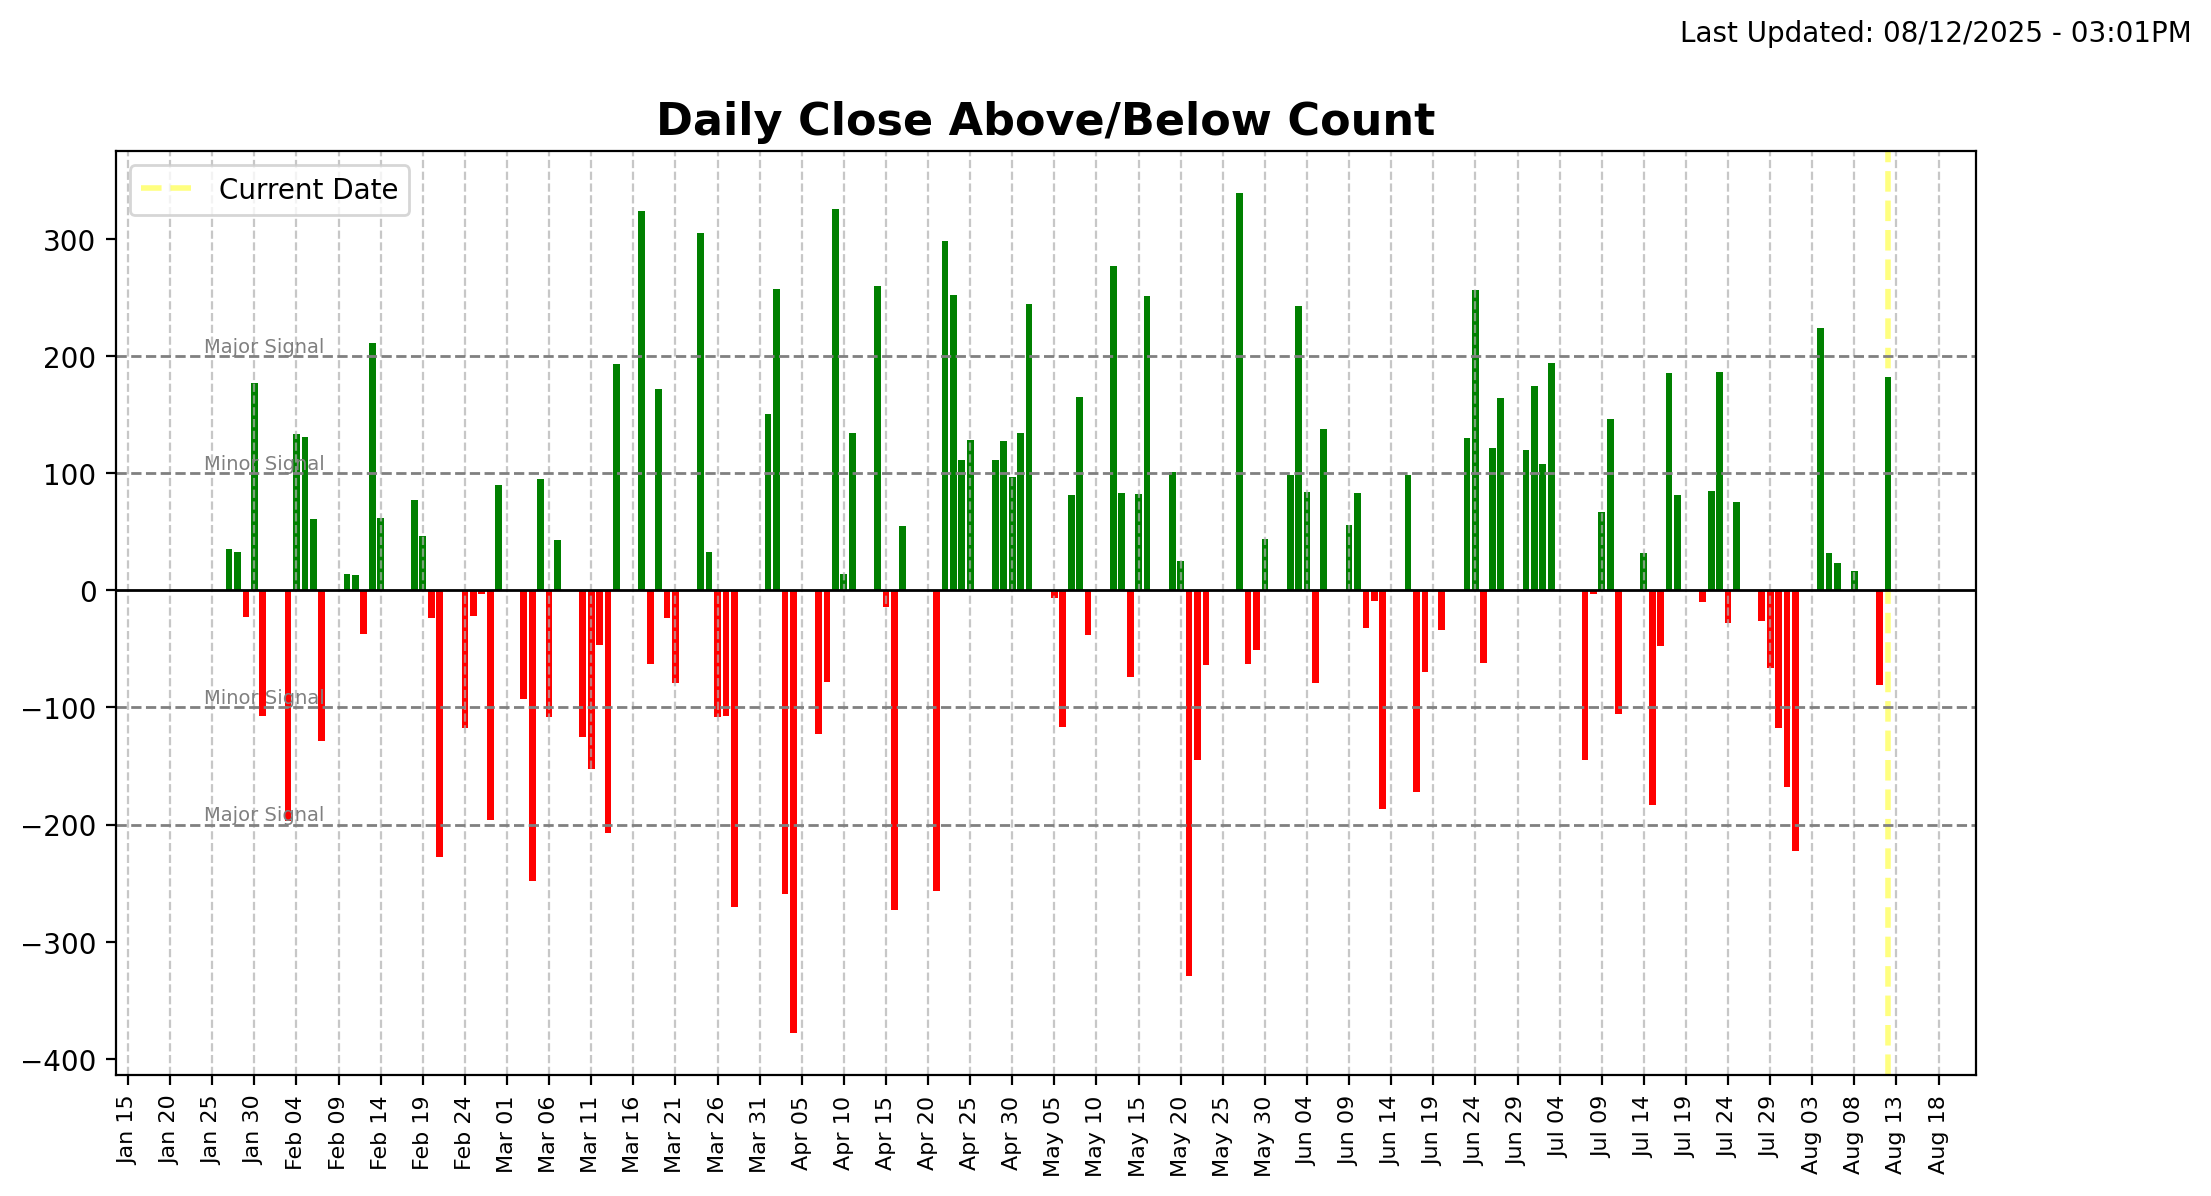 Last Updated: 08/12/2025 - 03:01PM
Daily Close Above/Below Count
Current Date
300
Major Signal
200
Minor Signal
100
0
Minor Signal
−100
Major Signal
−200
−300
−400
Jan 15
Jan 20
Jan 25
Jan 30
Feb 04
Feb 09
Feb 14
Feb 19
Feb 24
Mar 01
Mar 06
Mar 11
Mar 16
Mar 21
Mar 26
Mar 31
Apr 05
Apr 10
Apr 15
Apr 20
Apr 25
Apr 30
May 05
May 10
May 15
May 20
May 25
May 30
Jun 04
Jun 09
Jun 14
Jun 19
Jun 24
Jun 29
Jul 04
Jul 09
Jul 14
Jul 19
Jul 24
Jul 29
Aug 03
Aug 08
Aug 13
Aug 18